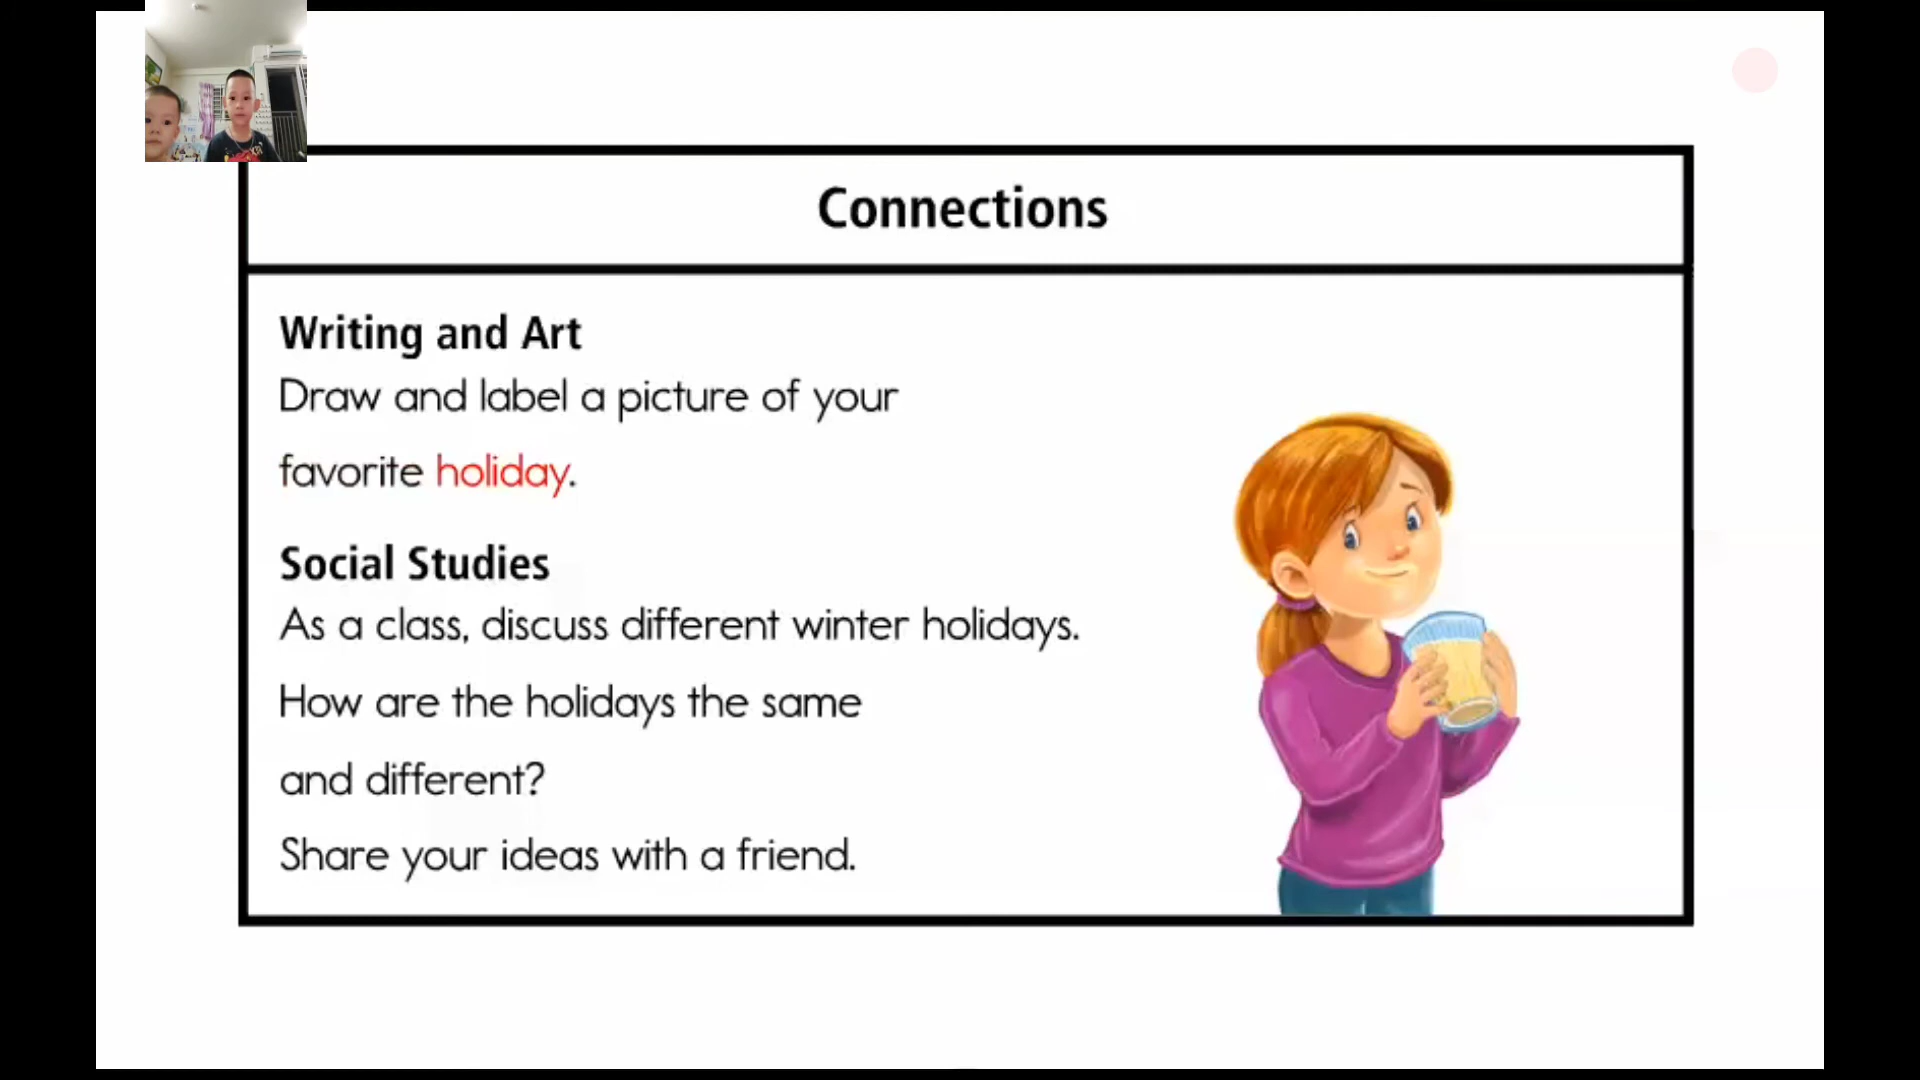 Connections
Writing and Art
Draw and label a picture of your
favorite holiday.
Social Studies
As a class, discuss different winter holidays.
How are the holidays the same
and different?
Share your ideas with a friend.